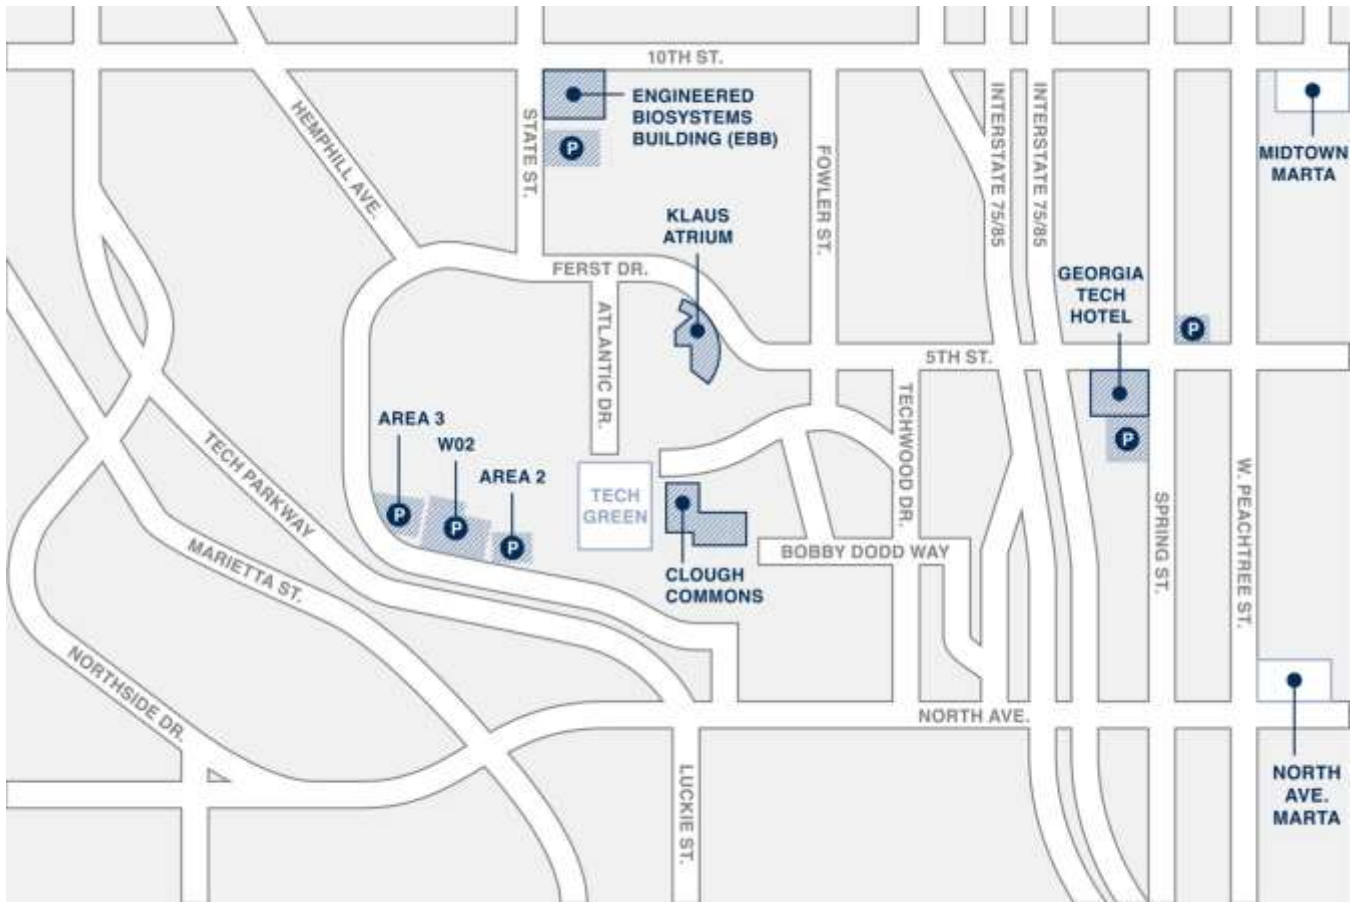 10TH ST.
ENGINEERED
BIOSYSTEMS
BUILDING (EBB)
P
HEMPHILL AVE.
STATE ST.
FOWLER ST.
INTERSTATE 75/85
INTERSTATE 75/85
MIDTOWN
MARTA
KLAUS
ATRIUM
FERST DR.
GEORGIA
TECH
HOTEL
P
ATLANTIC DR.
5TH ST.
TECHWOOD DR.
AREA 3
W02
AREA 2
P
P
P
P
TECH PARKWAY
TECH
GREEN
SPRING ST.
W. PEACHTREE ST.
MARIETTA ST.
BOBBY DODD WAY
CLOUGH
COMMONS
NORTHSIDE DR.
NORTH AVE.
LUCKIE ST.
NORTH
AVE.
MARTA